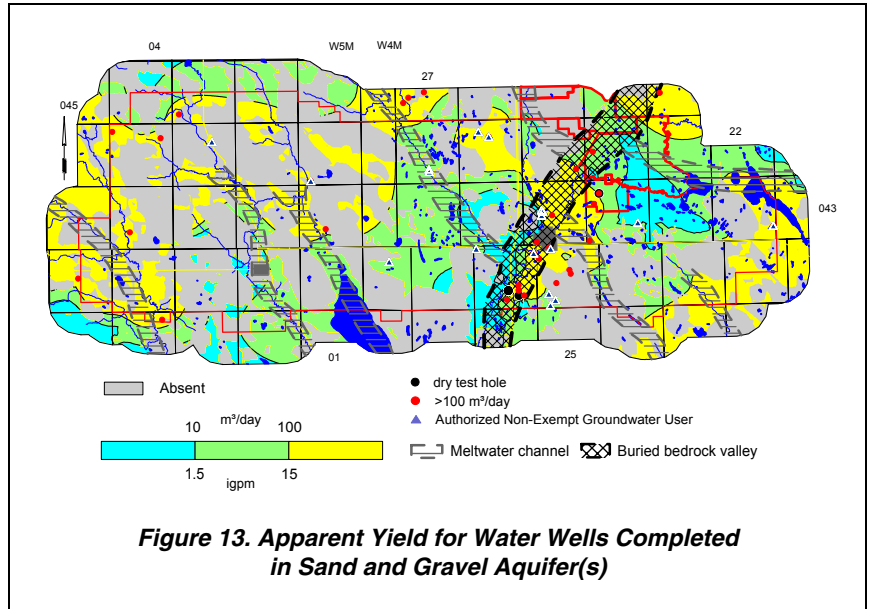 04
W5M
W4M
27
045
22
043
01
25
Absent
dry test hole
>100 m³/day
Authorized Non-Exempt Groundwater User
10
m³/day
100
1.5
igpm
15
Meltwater channel
Buried bedrock valley
Figure 13. Apparent Yield for Water Wells Completed
in Sand and Gravel Aquifer(s)